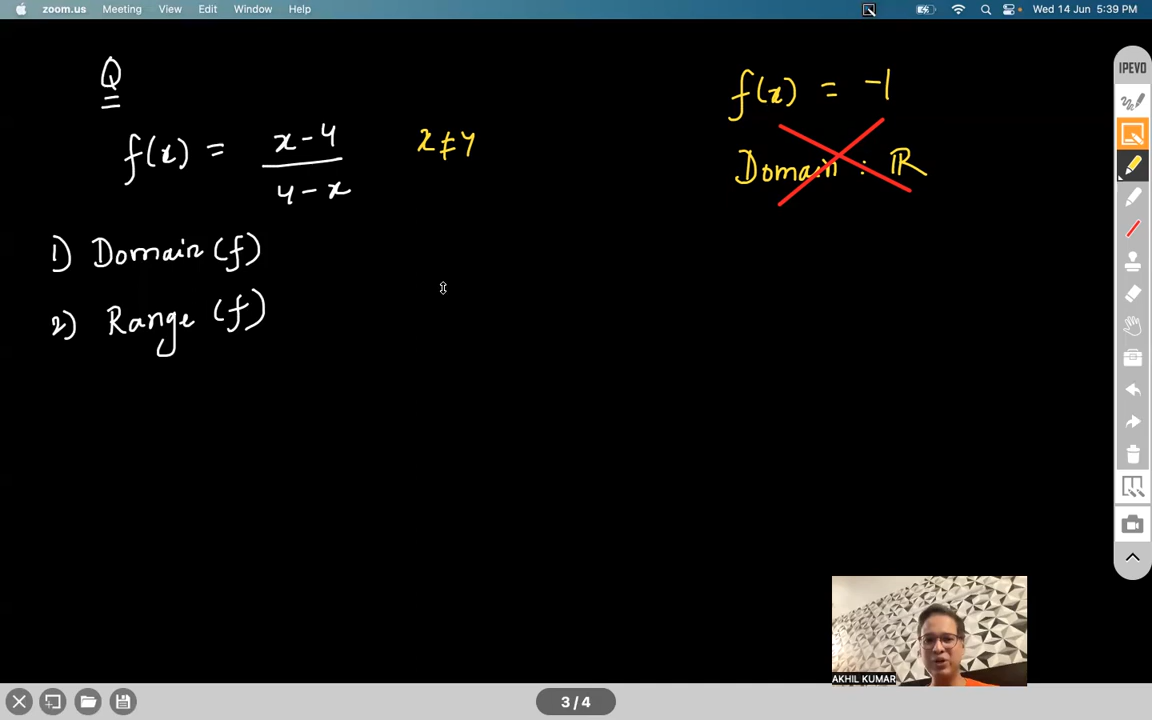 zoom.us Meeting View Edit Window Help Wed 14 Jun 5:39 PM
Q
f(x) = x-4 / 4-x x≠4
1) Domain (f)
2) Range (f)
f(x) = -1
Domain : ℝ
IPEVO
AKHIL KUMAR
3 / 4